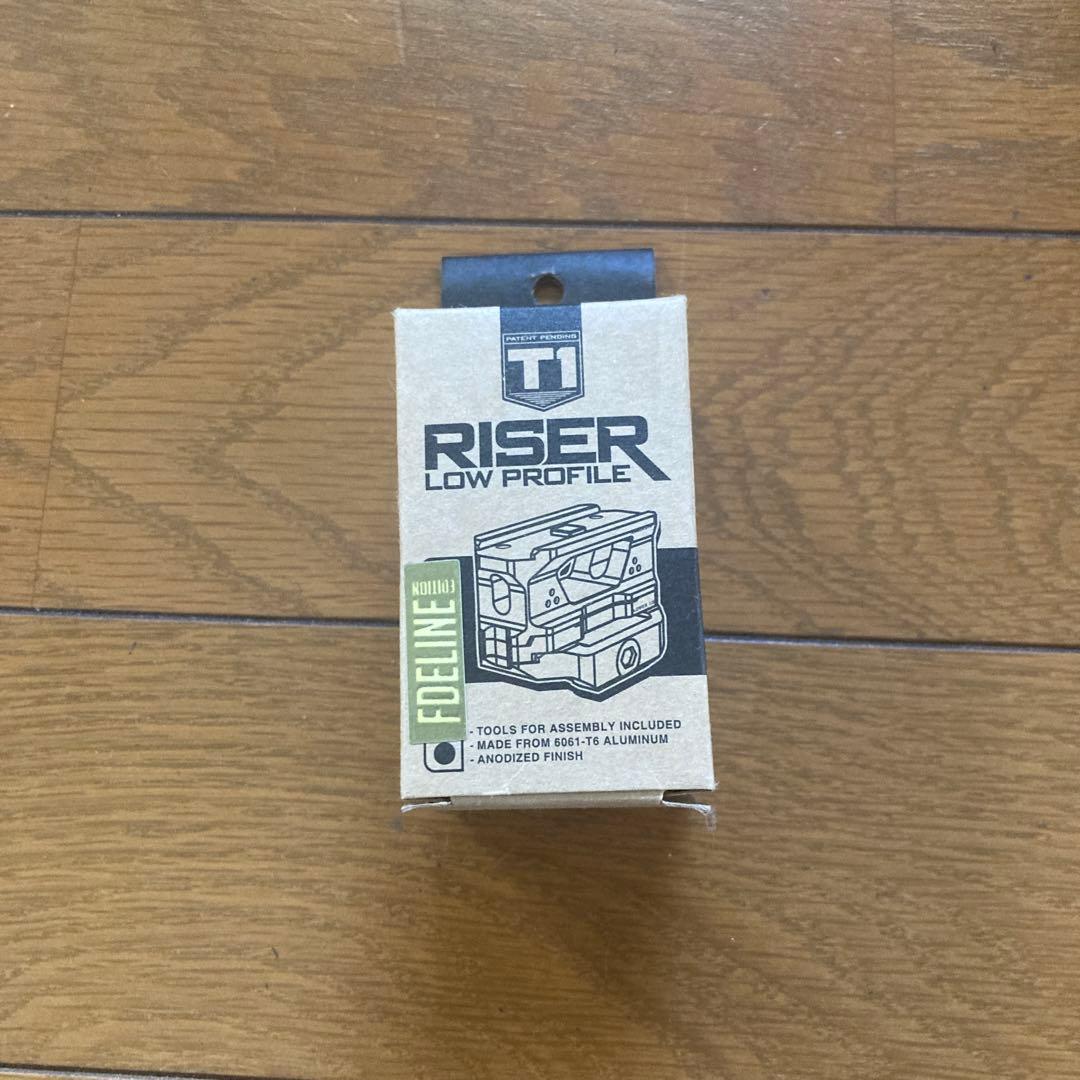 PATENT PENDING
T1
RISER
LOW PROFILE
FDELINE EDITION
- TOOLS FOR ASSEMBLY INCLUDED
- MADE FROM 6061-T6 ALUMINUM
- ANODIZED FINISH